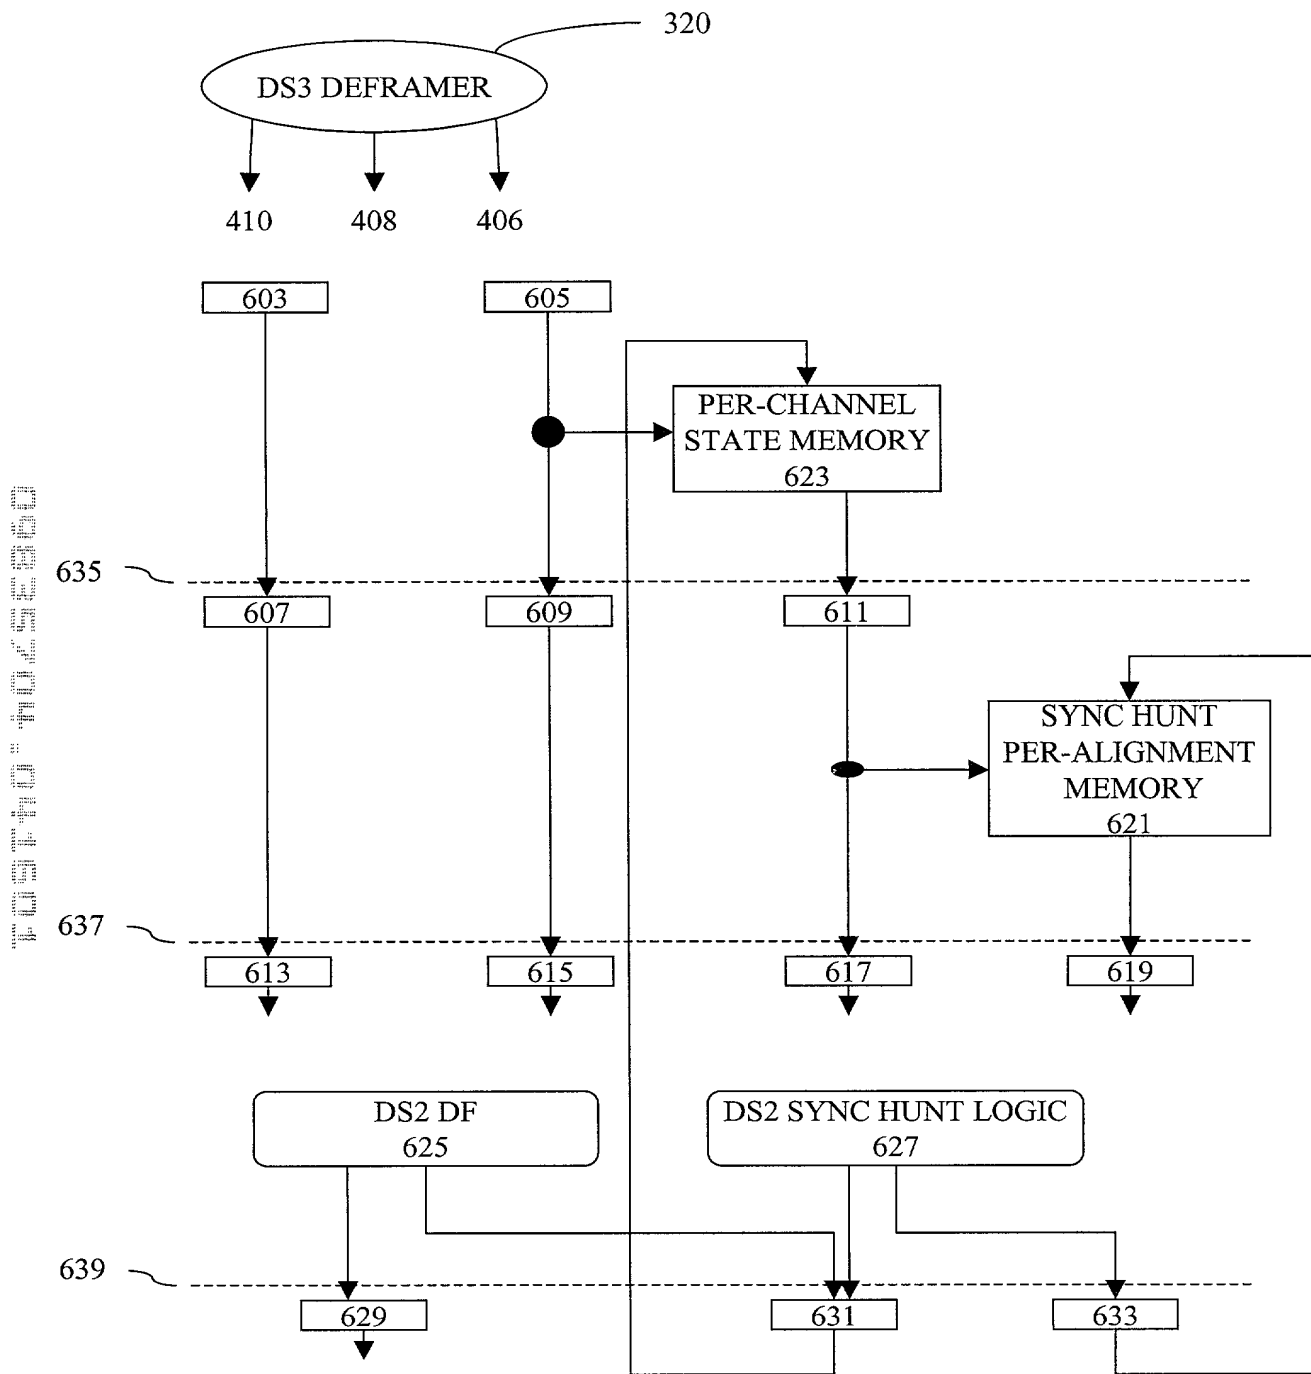 320
DS3 DEFRAMER
410 408 406
603 605
PER-CHANNEL
STATE MEMORY
623
635
607 609 611
SYNC HUNT
PER-ALIGNMENT
MEMORY
621
637
613 615 617 619
DS2 DF
625
DS2 SYNC HUNT LOGIC
627
639
629 631 633